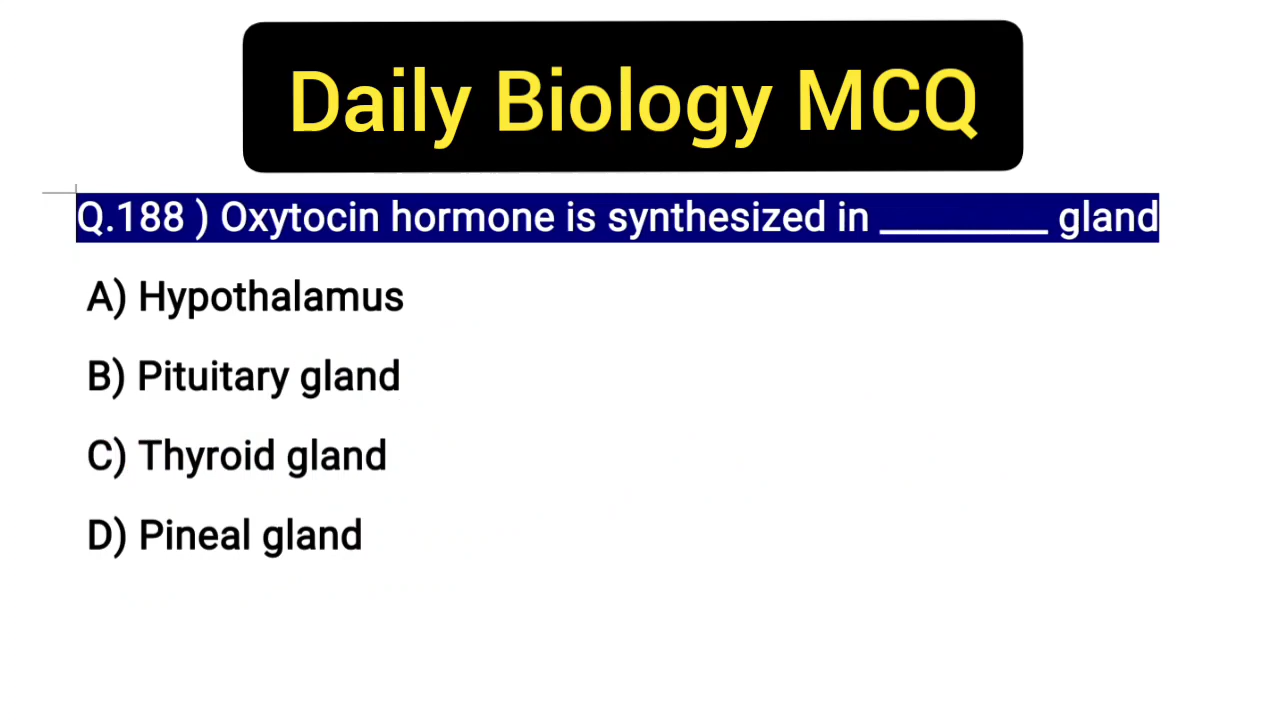 Daily Biology MCQ
Q.188 ) Oxytocin hormone is synthesized in ________ gland
A) Hypothalamus
B) Pituitary gland
C) Thyroid gland
D) Pineal gland